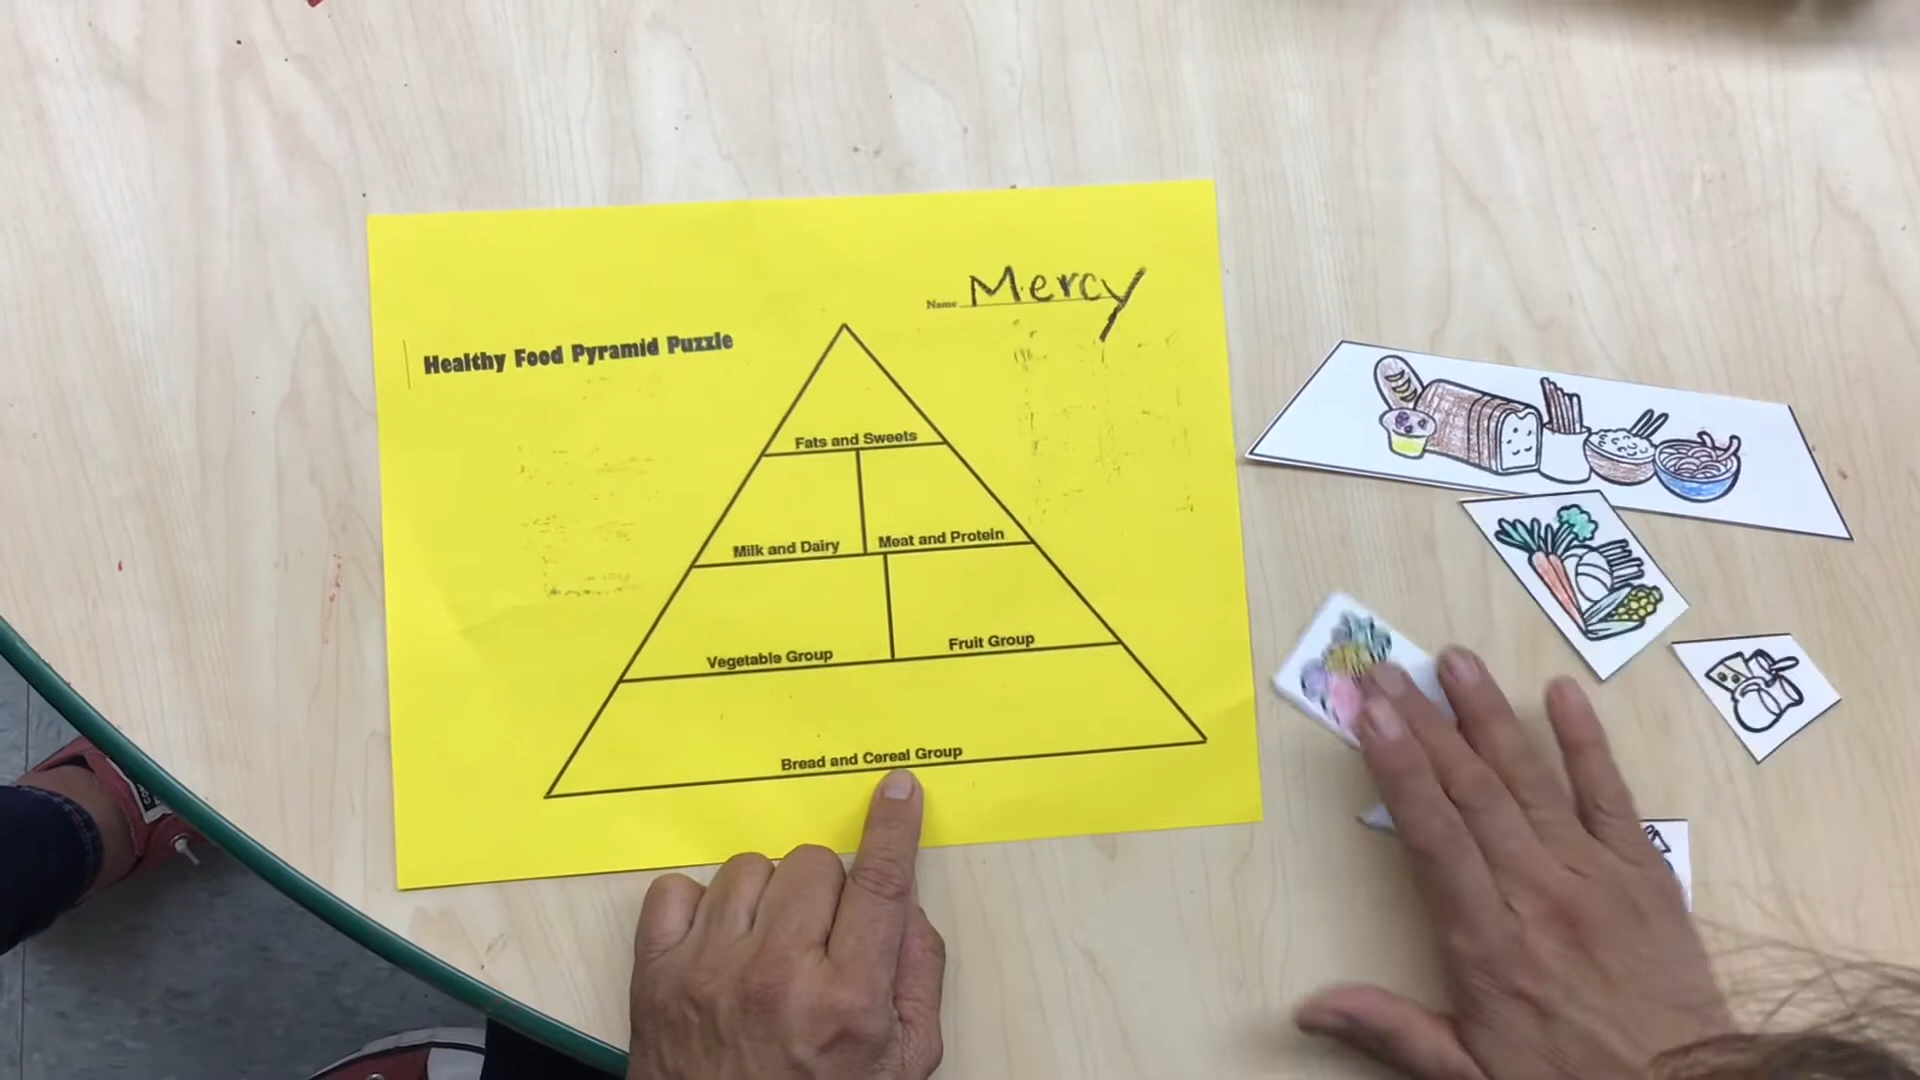 Name Mercy
Healthy Food Pyramid Puzzle
Fats and Sweets
Milk and Dairy
Meat and Protein
Vegetable Group
Fruit Group
Bread and Cereal Group